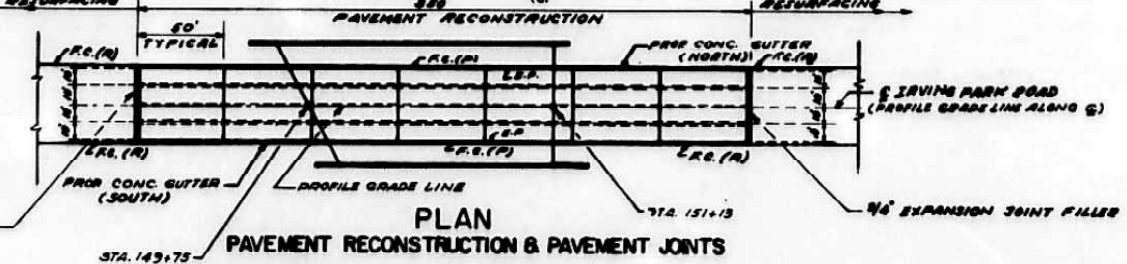 RESURFACING
350'
PAVEMENT RECONSTRUCTION
RESURFACING
50'
TYPICAL
F.C. (R)
F.C. (P)
PROP CONC. GUTTER
(NORTH)
F.C. (R)
E.P.
℄ IRVING PARK ROAD
(PROFILE GRADE LINE ALONG ℄)
E.P.
F.C. (R)
F.C. (P)
F.C. (R)
PROP CONC. GUTTER
(SOUTH)
PROFILE GRADE LINE
STA. 151+13
3/4" EXPANSION JOINT FILLER
PLAN
PAVEMENT RECONSTRUCTION & PAVEMENT JOINTS
STA. 149+75